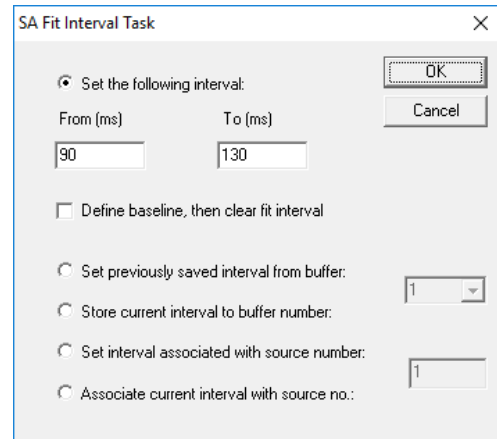 SA Fit Interval Task
Set the following interval:
OK
From (ms)
To (ms)
Cancel
90
130
Define baseline, then clear fit interval
Set previously saved interval from buffer:
1
Store current interval to buffer number:
Set interval associated with source number:
1
Associate current interval with source no.: